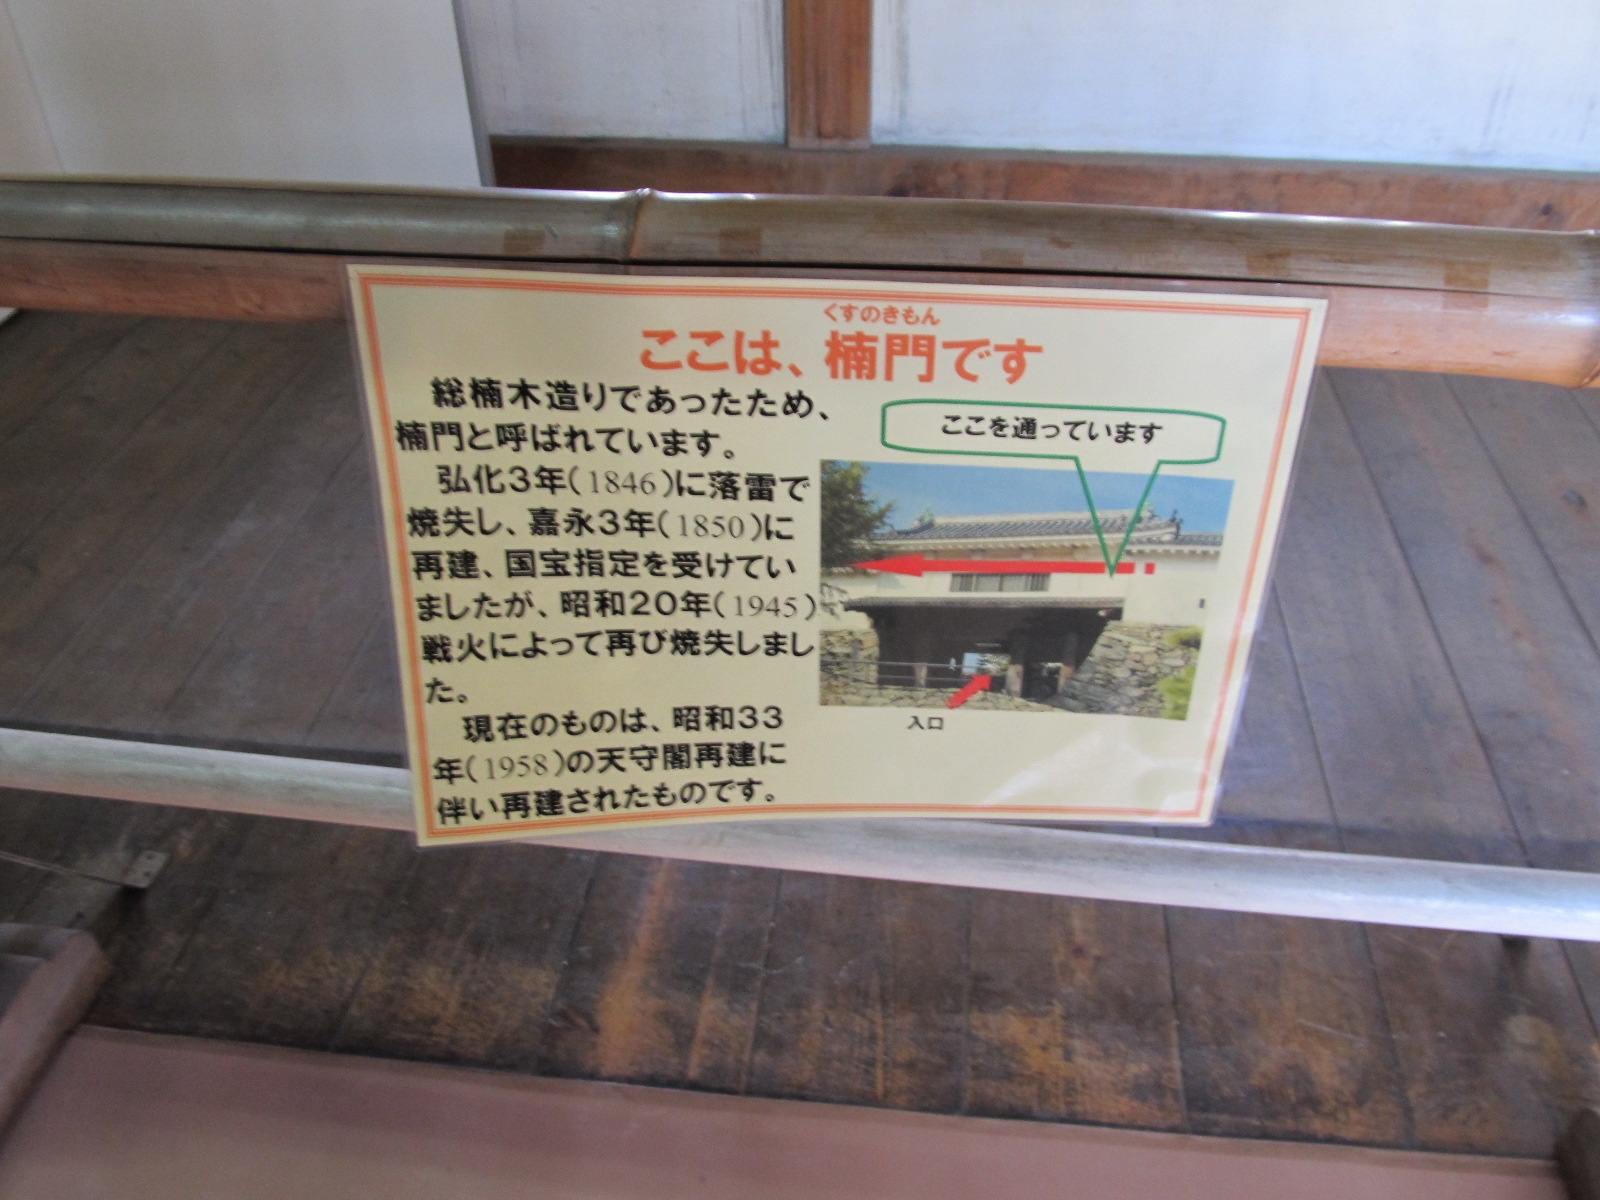 くすのきもん
ここは、楠門です
総楠木造りであったため、
楠門と呼ばれています。
弘化3年(1846)に落雷で
焼失し、嘉永3年(1850)に
再建、国宝指定を受けてい
ましたが、昭和20年(1945)
戦火によって再び焼失しまし
た。
現在のものは、昭和33
年(1958)の天守閣再建に
伴い再建されたものです。
ここを通っています
入口